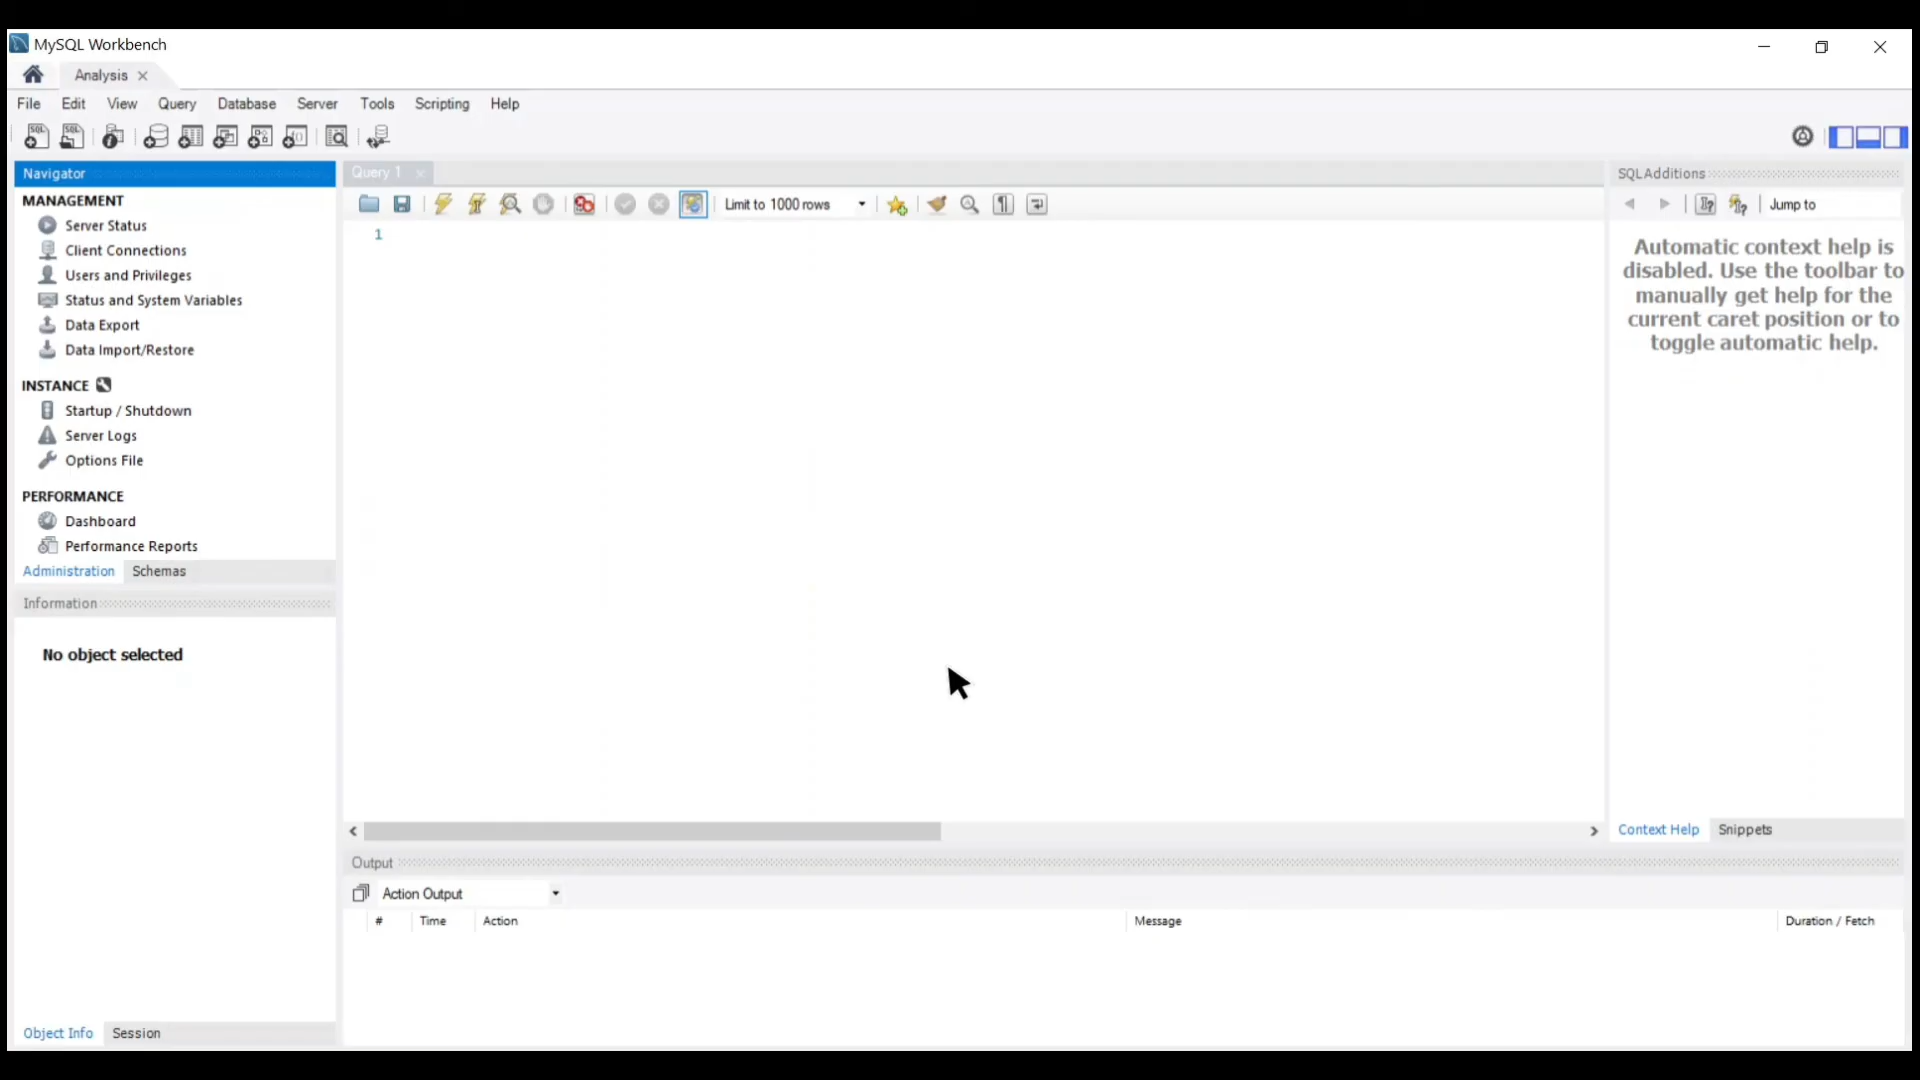 MySQL Workbench
Analysis
File Edit View Query Database Server Tools Scripting Help
Navigator
MANAGEMENT
Server Status
Client Connections
Users and Privileges
Status and System Variables
Data Export
Data Import/Restore
INSTANCE
Startup / Shutdown
Server Logs
Options File
PERFORMANCE
Dashboard
Performance Reports
Administration Schemas
Information
No object selected
Object Info Session
Query 1
Limit to 1000 rows
1
SQLAdditions
Jump to
Automatic context help is
disabled. Use the toolbar to
manually get help for the
current caret position or to
toggle automatic help.
Context Help Snippets
Output
Action Output
# Time Action Message Duration / Fetch